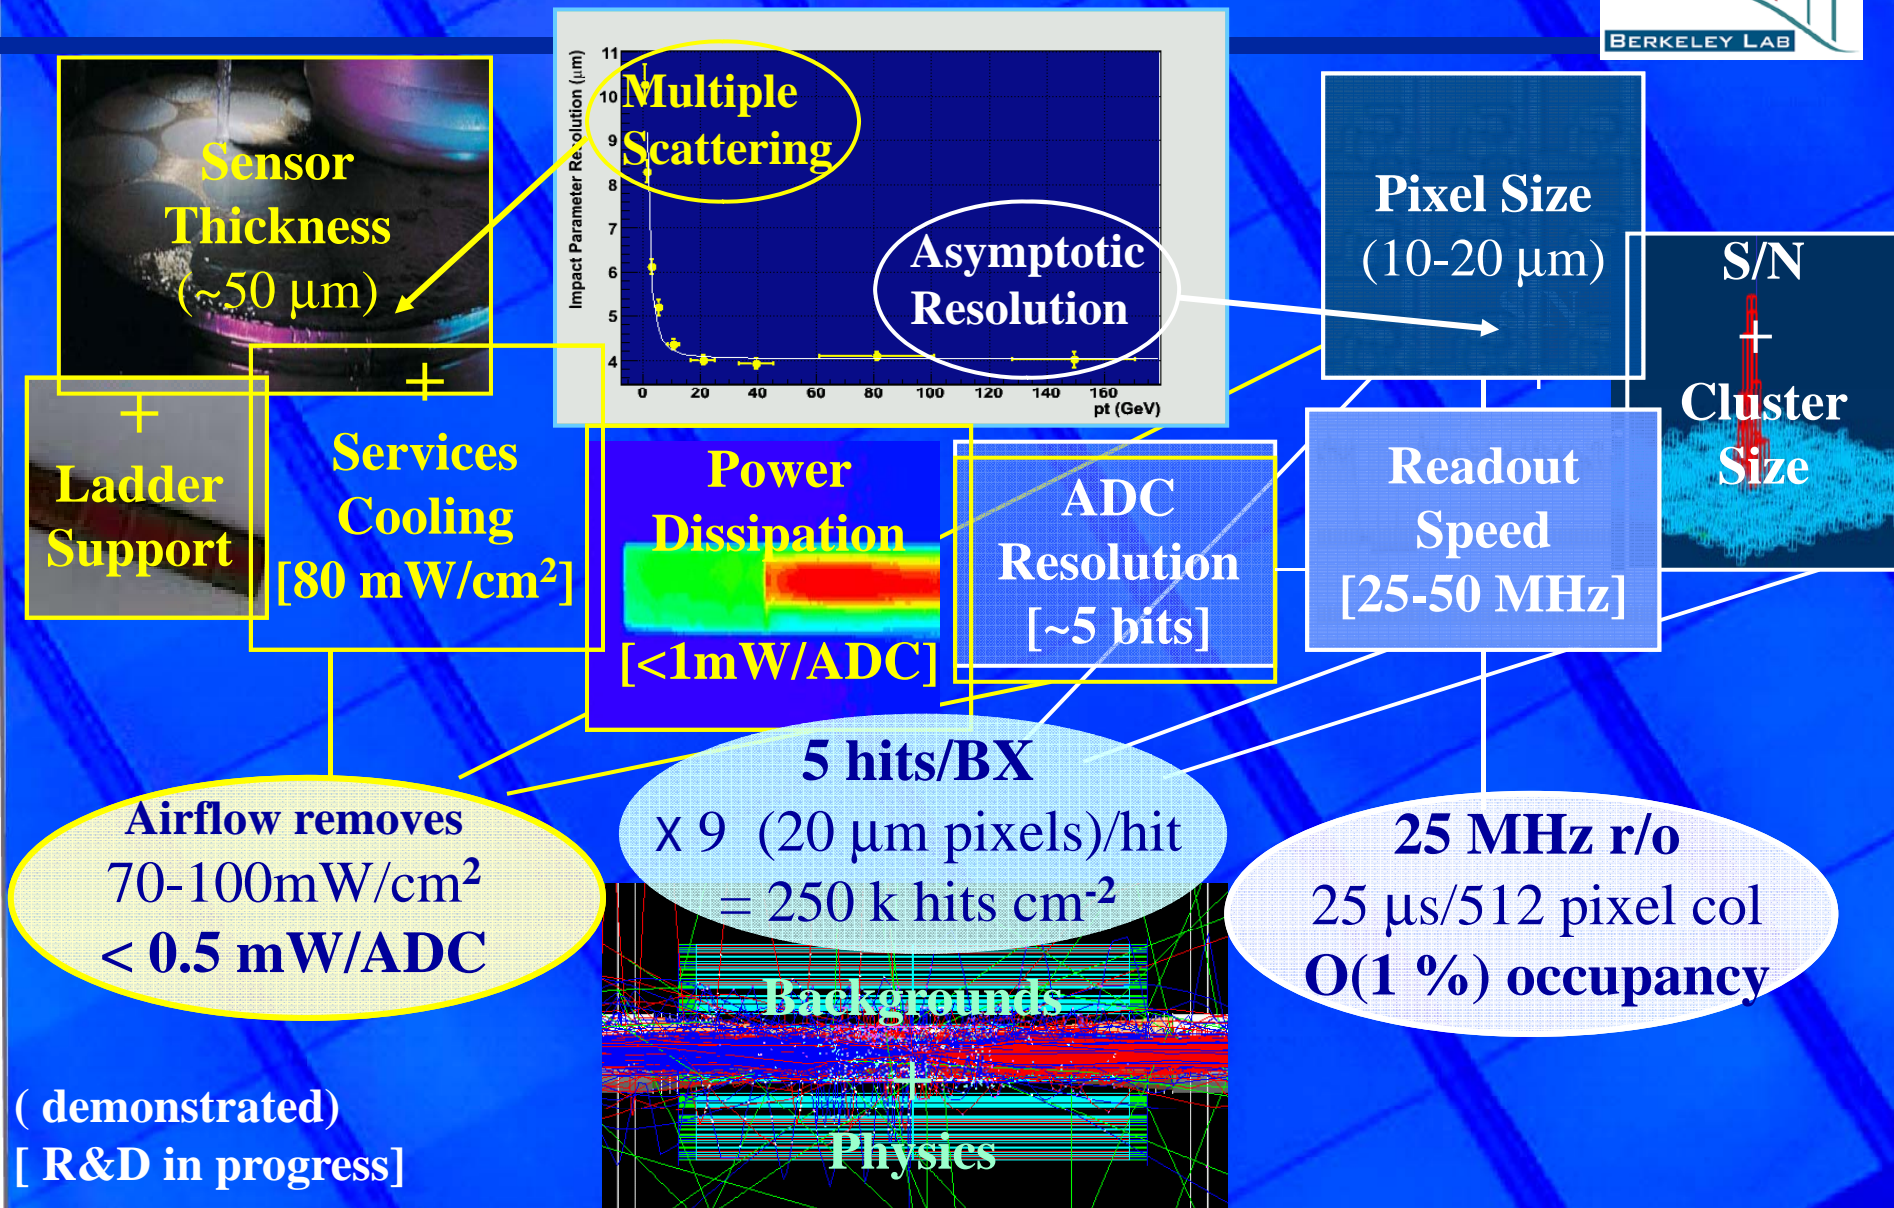 BERKELEY LAB
Impact Parameter Resolution (μm)
11
10
9
8
7
6
5
4
0 20 40 60 80 100 120 140 160
pt (GeV)
Multiple
Scattering
Asymptotic
Resolution
Sensor
Thickness
(~50 μm)
+
+
Ladder
Support
Services
Cooling
[80 mW/cm²]
Power
Dissipation
[<1mW/ADC]
ADC
Resolution
[~5 bits]
Pixel Size
(10-20 μm)
S/N
+
Cluster
Size
Readout
Speed
[25-50 MHz]
Airflow removes
70-100mW/cm²
< 0.5 mW/ADC
5 hits/BX
X 9 (20 μm pixels)/hit
= 250 k hits cm⁻²
25 MHz r/o
25 μs/512 pixel col
O(1 %) occupancy
Backgrounds
+
Physics
( demonstrated)
[ R&D in progress]